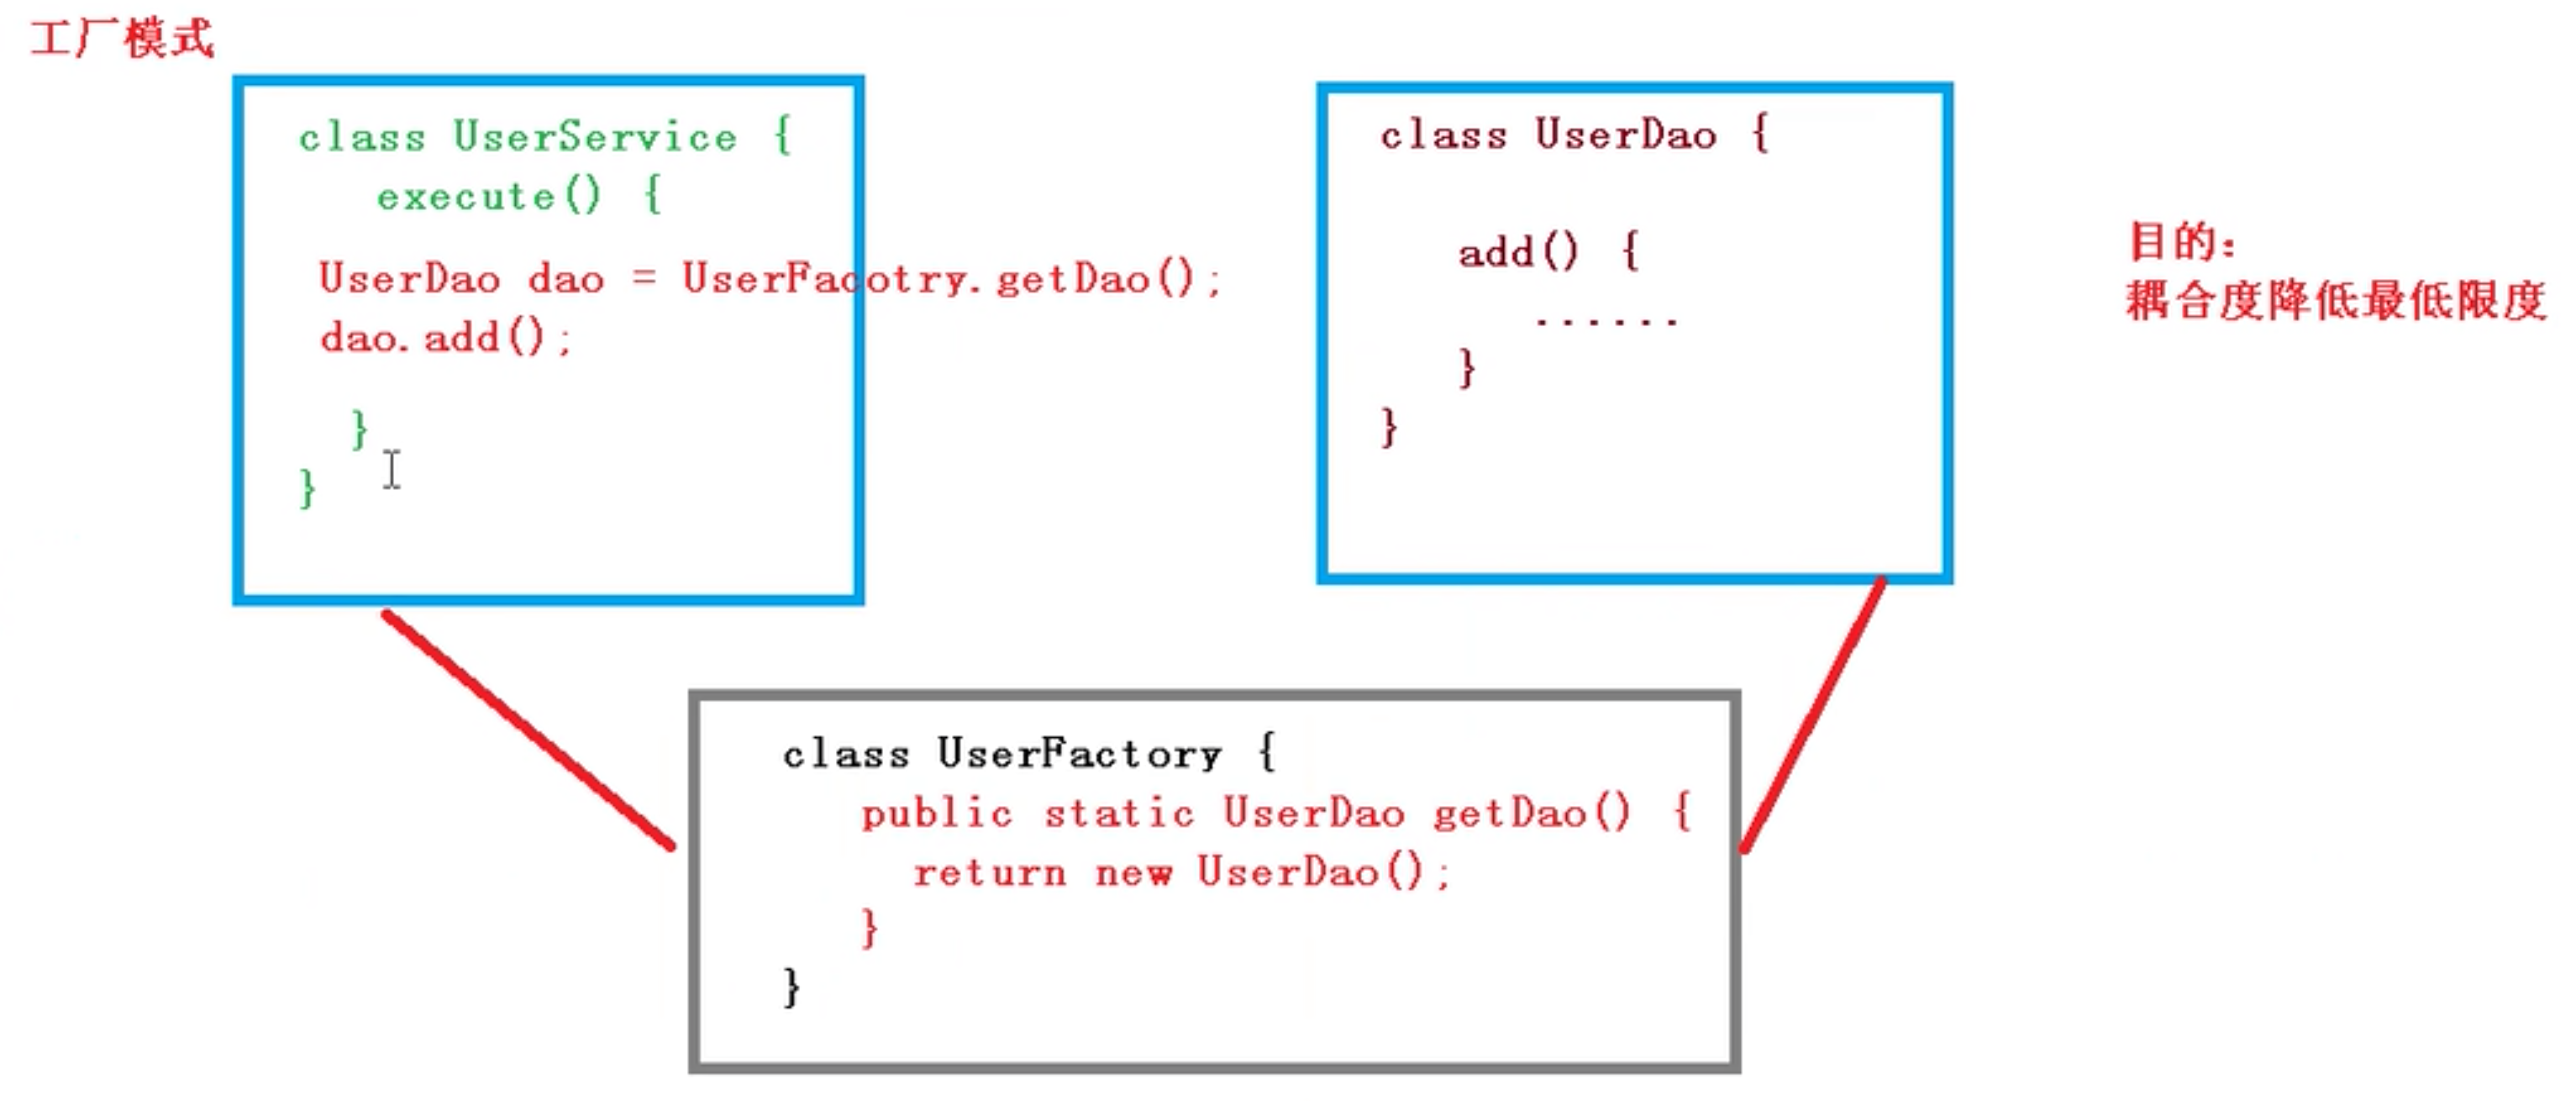 工厂模式
class UserService {
execute() {
UserDao dao = UserFacotry.getDao();
dao.add();
}
}
class UserDao {
add() {
......
}
}
目的：
耦合度降低最低限度
class UserFactory {
public static UserDao getDao() {
return new UserDao();
}
}